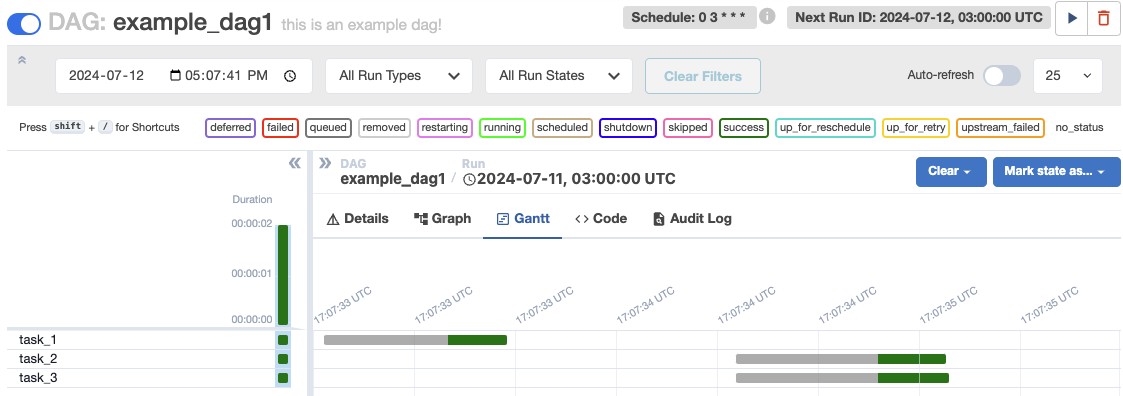 DAG: example_dag1 this is an example dag! Schedule: 0 3 * * * Next Run ID: 2024-07-12, 03:00:00 UTC
2024-07-12 05:07:41 PM All Run Types All Run States Clear Filters Auto-refresh 25
Press shift + / for Shortcuts deferred failed queued removed restarting running scheduled shutdown skipped success up_for_reschedule up_for_retry upstream_failed no_status
DAG Run
example_dag1 / 2024-07-11, 03:00:00 UTC Clear Mark state as...
Duration
Details Graph Gantt Code Audit Log
00:00:02
00:00:01
00:00:00
17:07:33 UTC 17:07:33 UTC 17:07:33 UTC 17:07:34 UTC 17:07:34 UTC 17:07:34 UTC 17:07:35 UTC 17:07:35 UTC
task_1
task_2
task_3